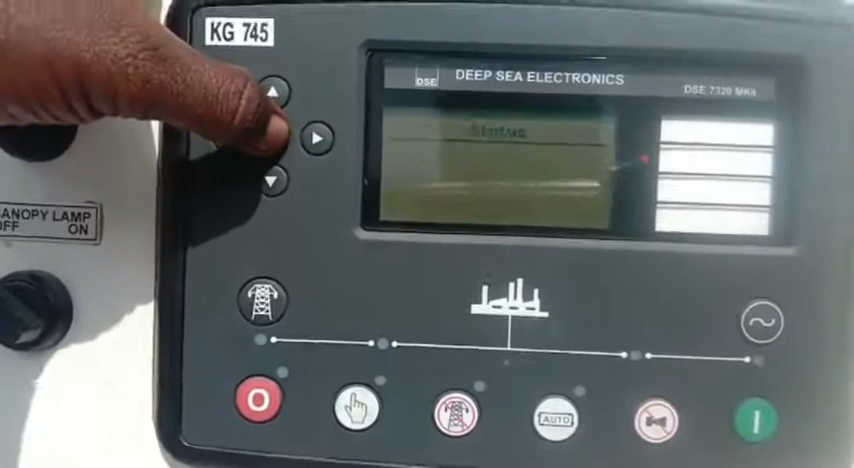 KG 745
DSE
DEEP SEA ELECTRONICS
DSE 7320 MKII
Status
CANOPY LAMP
OFF ON
O
AUTO
I